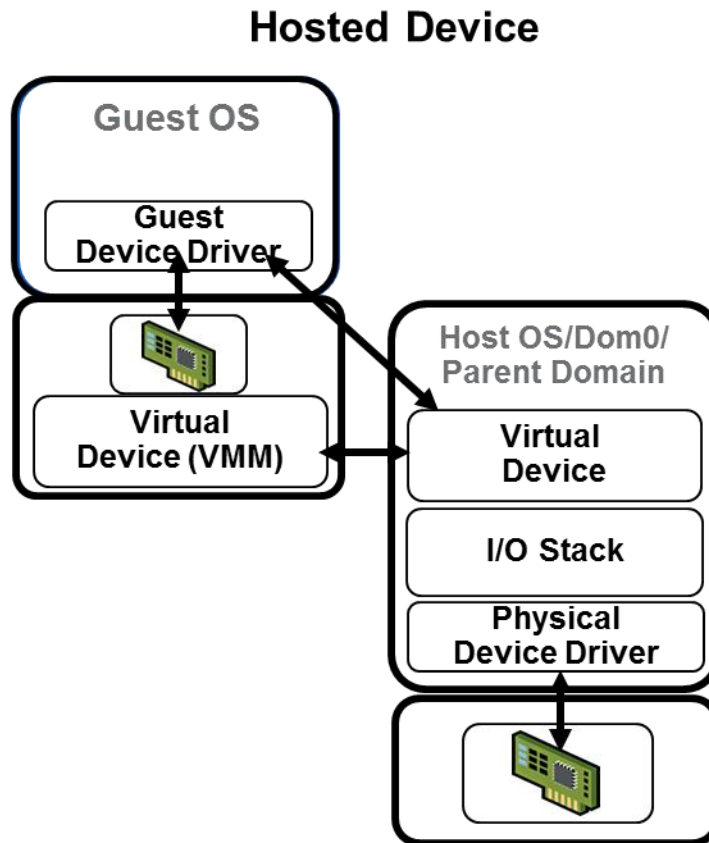 Hosted Device
Guest OS
Guest
Device Driver
Virtual
Device (VMM)
Host OS/Dom0/
Parent Domain
Virtual
Device
I/O Stack
Physical
Device Driver